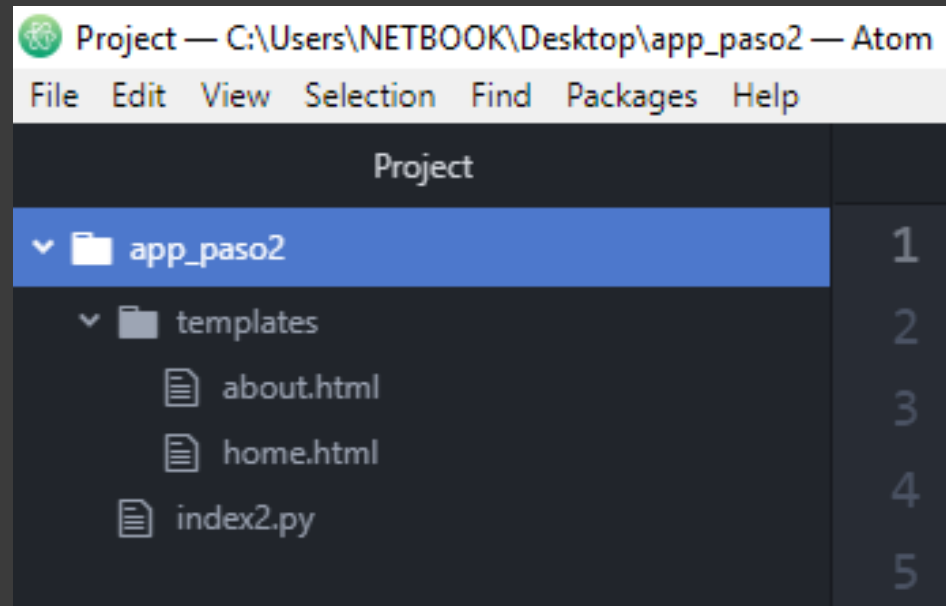 Project — C:\Users\NETBOOK\Desktop\app_paso2 — Atom
File Edit View Selection Find Packages Help
Project
app_paso2
templates
about.html
home.html
index2.py
1
2
3
4
5